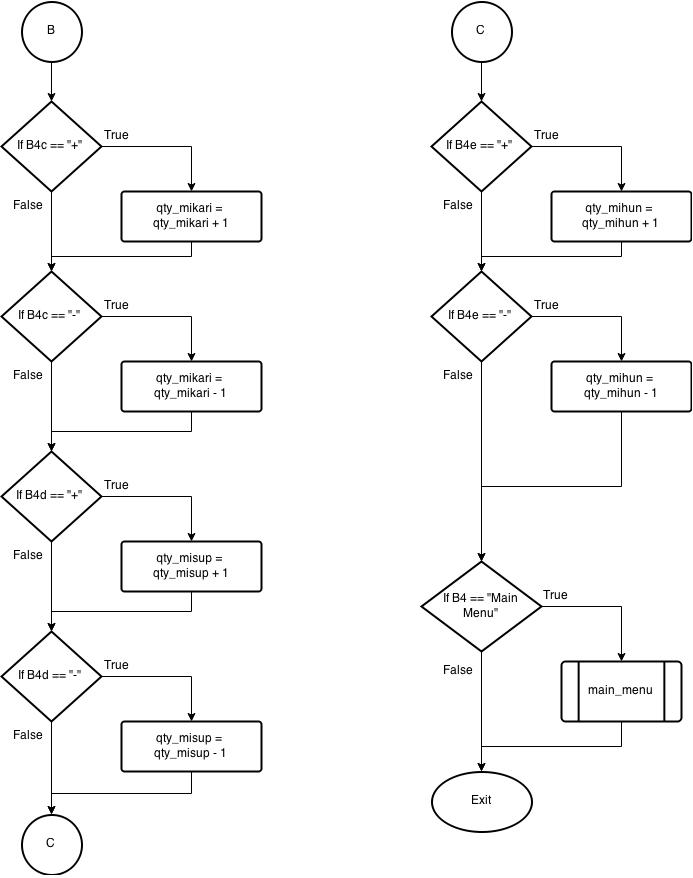 B
If B4c == "+"
True
False
qty_mikari =
qty_mikari + 1
If B4c == "-"
True
False
qty_mikari =
qty_mikari - 1
If B4d == "+"
True
False
qty_misup =
qty_misup + 1
If B4d == "-"
True
False
qty_misup =
qty_misup - 1
C
C
If B4e == "+"
True
False
qty_mihun =
qty_mihun + 1
If B4e == "-"
True
False
qty_mihun =
qty_mihun - 1
If B4 == "Main
Menu"
True
False
main_menu
Exit